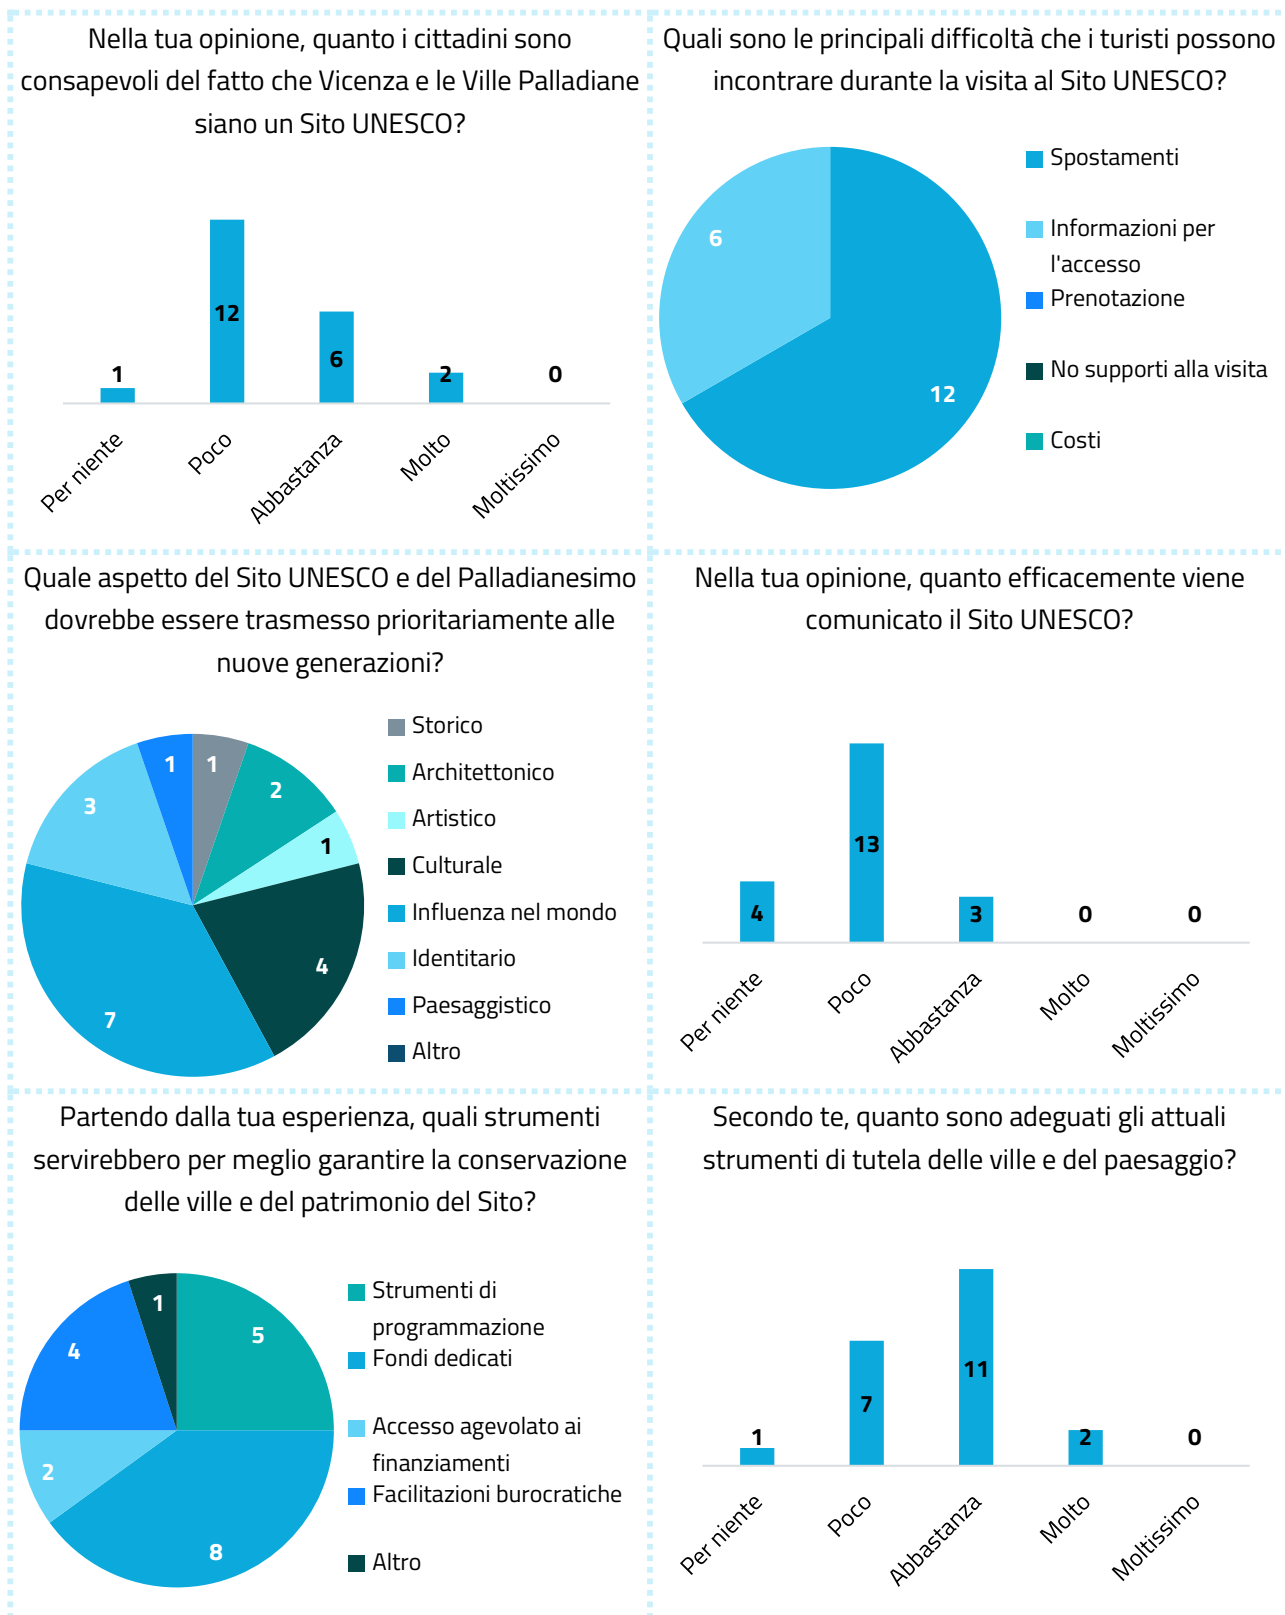 Nella tua opinione, quanto i cittadini sono
consapevoli del fatto che Vicenza e le Ville Palladiane
siano un Sito UNESCO?
1
12
6
2
0
Per niente
Poco
Abbastanza
Molto
Moltissimo
Quali sono le principali difficoltà che i turisti possono
incontrare durante la visita al Sito UNESCO?
6
12
Spostamenti
Informazioni per
l'accesso
Prenotazione
No supporti alla visita
Costi
Quale aspetto del Sito UNESCO e del Palladianesimo
dovrebbe essere trasmesso prioritariamente alle
nuove generazioni?
1
2
1
4
7
3
1
Storico
Architettonico
Artistico
Culturale
Influenza nel mondo
Identitario
Paesaggistico
Altro
Nella tua opinione, quanto efficacemente viene
comunicato il Sito UNESCO?
4
13
3
0
0
Per niente
Poco
Abbastanza
Molto
Moltissimo
Partendo dalla tua esperienza, quali strumenti
servirebbero per meglio garantire la conservazione
delle ville e del patrimonio del Sito?
5
8
2
4
1
Strumenti di
programmazione
Fondi dedicati
Accesso agevolato ai
finanziamenti
Facilitazioni burocratiche
Altro
Secondo te, quanto sono adeguati gli attuali
strumenti di tutela delle ville e del paesaggio?
1
7
11
2
0
Per niente
Poco
Abbastanza
Molto
Moltissimo